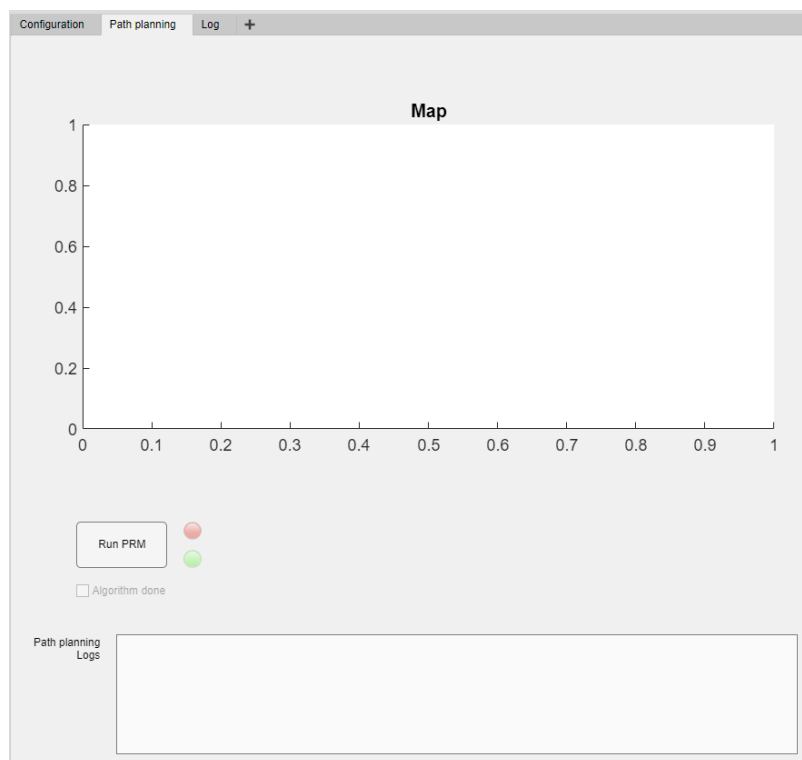 Configuration Path planning Log +
Map
1
0.8
0.6
0.4
0.2
0
0 0.1 0.2 0.3 0.4 0.5 0.6 0.7 0.8 0.9 1
Run PRM
Algorithm done
Path planning
Logs